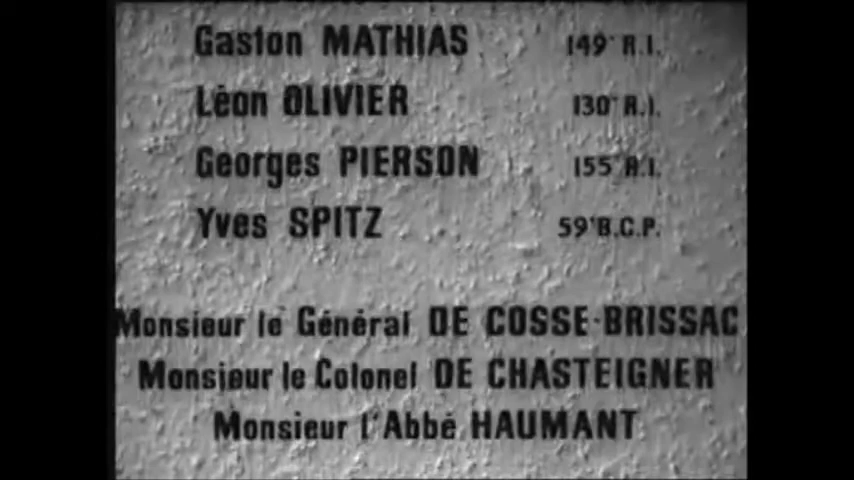 Gaston MATHIAS 149e R.I.
Léon OLIVIER 130e R.I.
Georges PIERSON 155e R.I.
Yves SPITZ 59e B.C.P.
Monsieur le Général DE COSSE-BRISSAC
Monsieur le Colonel DE CHASTEIGNER
Monsieur l'Abbé HAUMANT